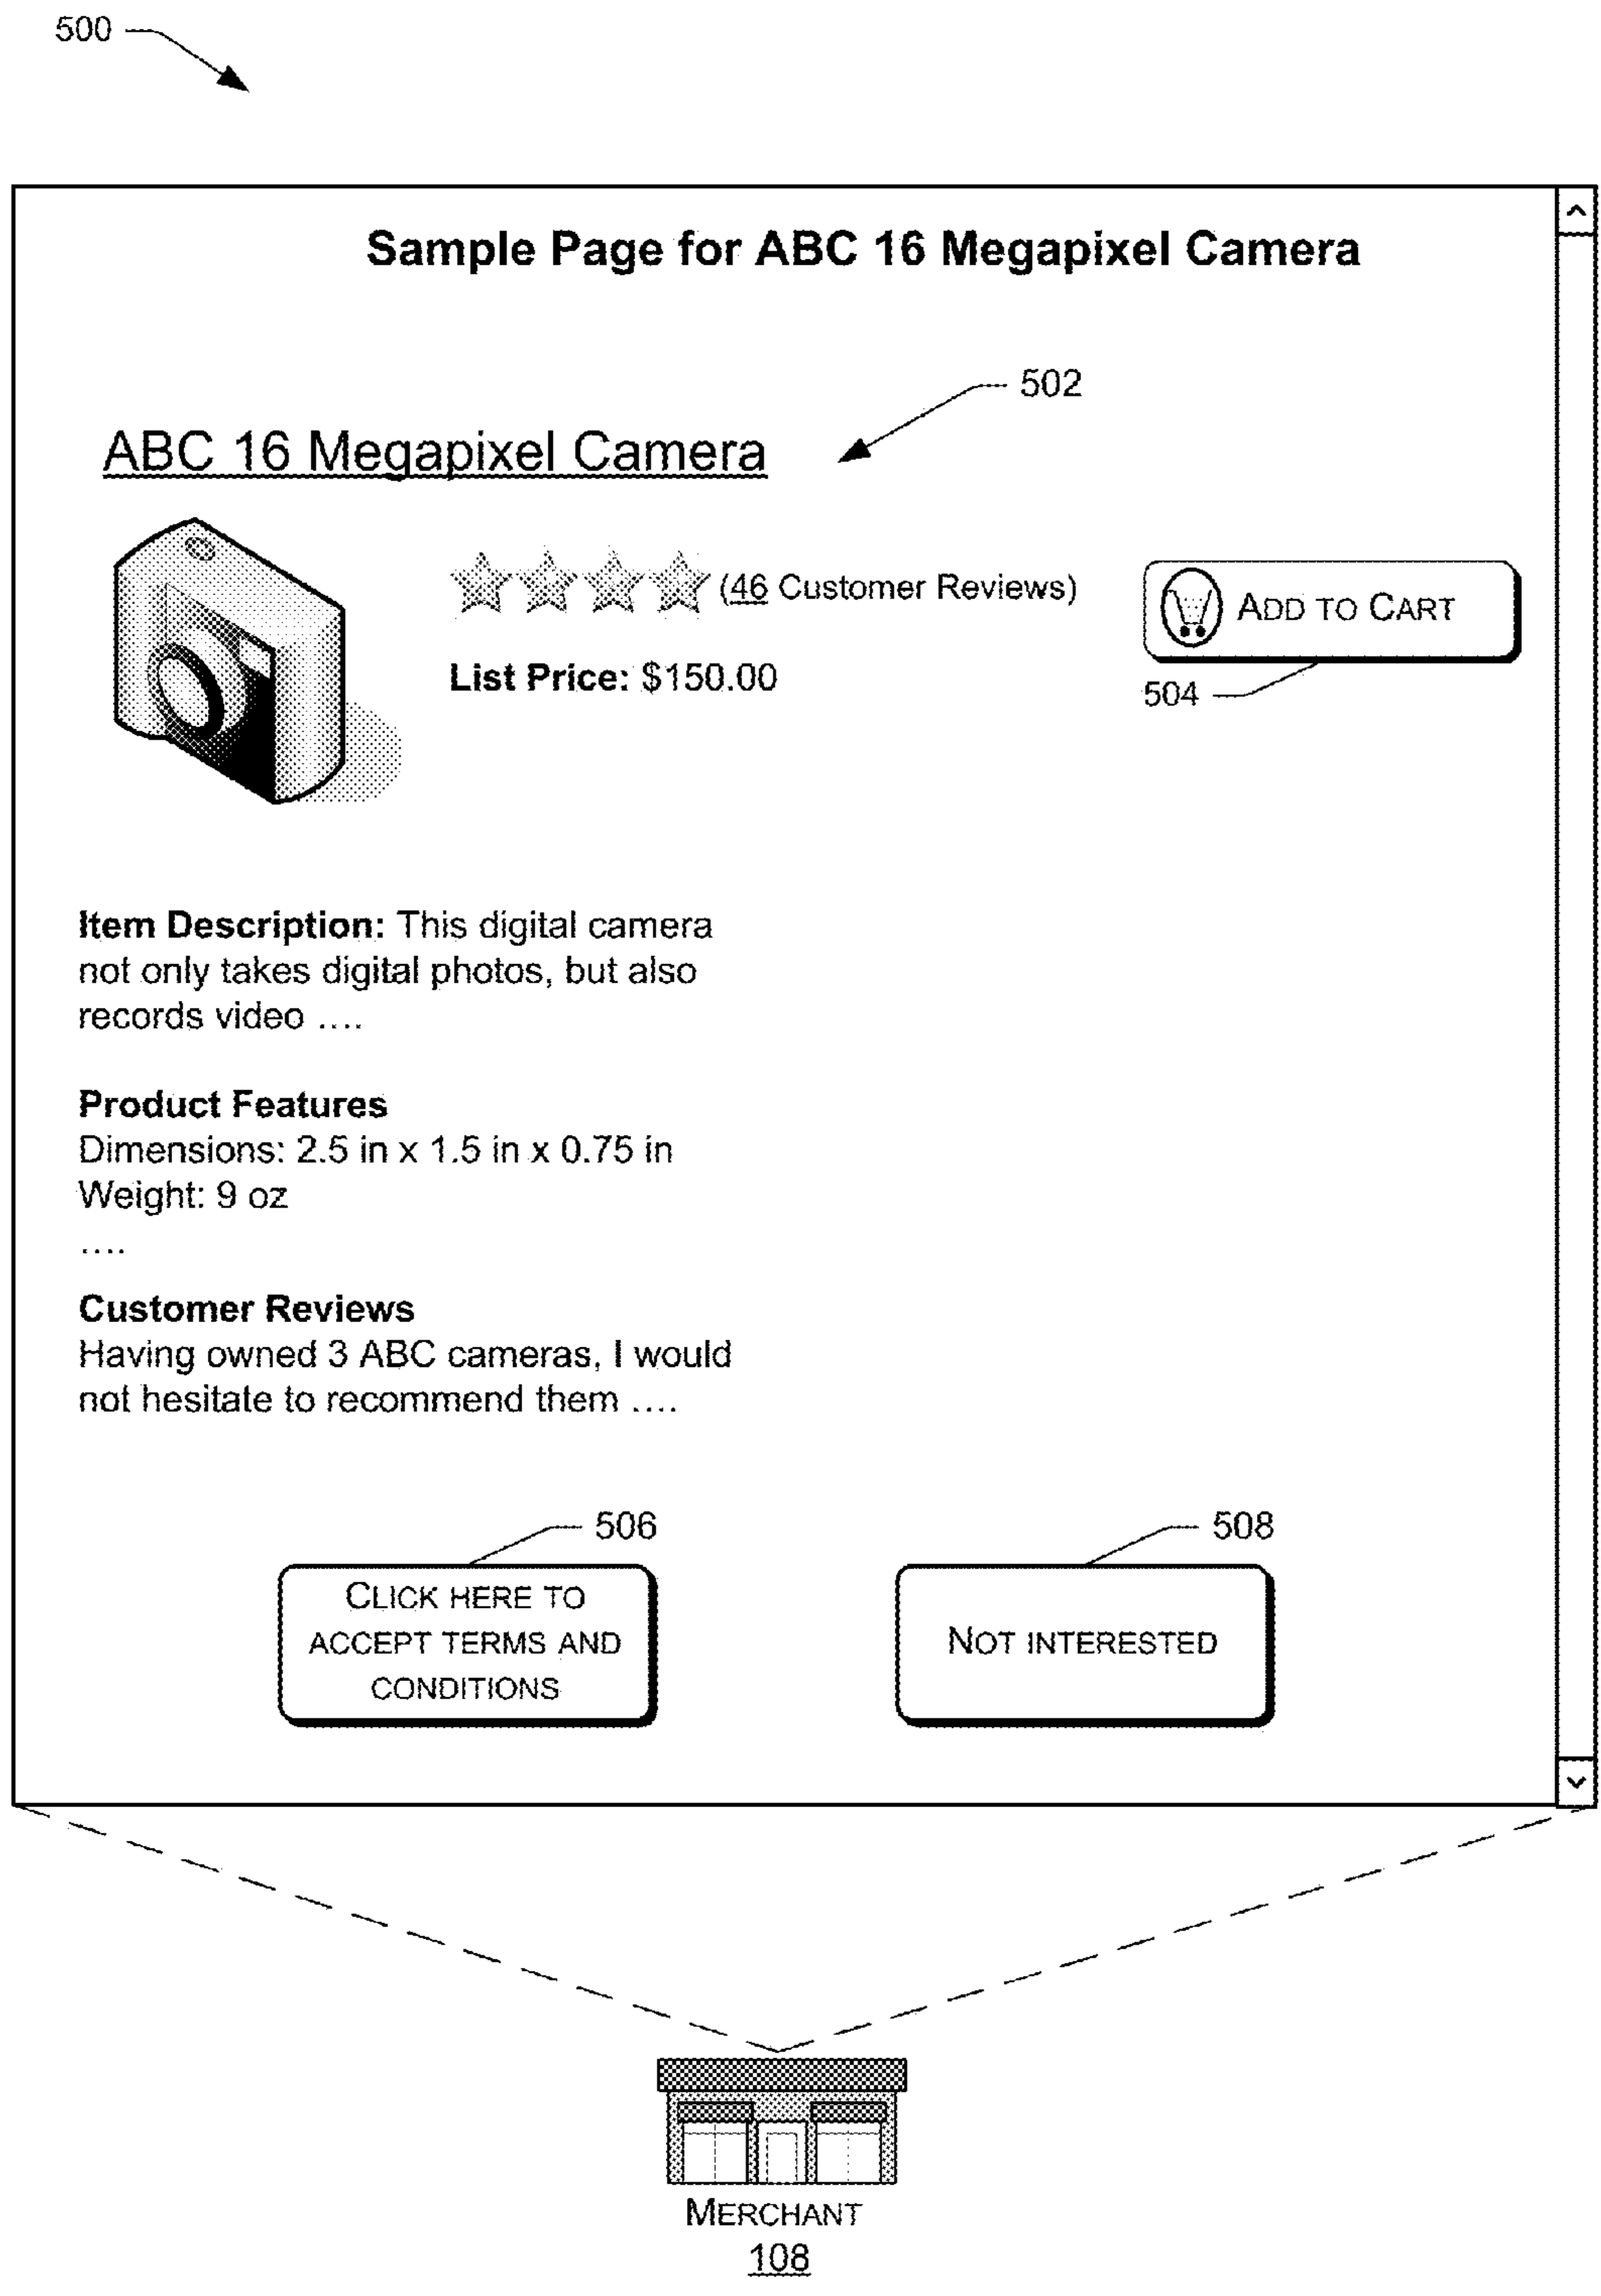 500
Sample Page for ABC 16 Megapixel Camera
502
ABC 16 Megapixel Camera
(46 Customer Reviews)
ADD TO CART
List Price: $150.00
504
Item Description: This digital camera
not only takes digital photos, but also
records video ....
Product Features
Dimensions: 2.5 in x 1.5 in x 0.75 in
Weight: 9 oz
....
Customer Reviews
Having owned 3 ABC cameras, I would
not hesitate to recommend them ....
506
508
CLICK HERE TO
ACCEPT TERMS AND
CONDITIONS
NOT INTERESTED
MERCHANT
108